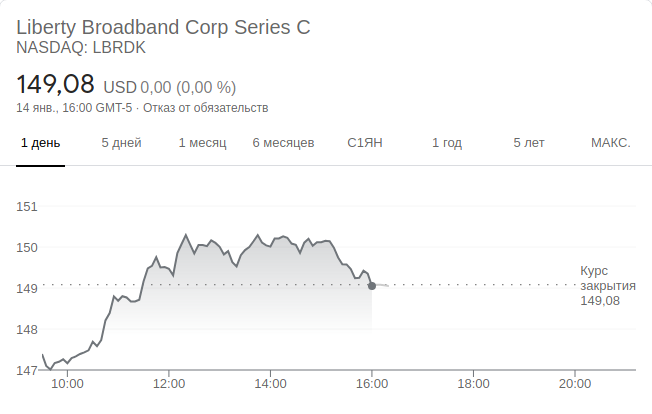 Liberty Broadband Corp Series C
NASDAQ: LBRDK
149,08 USD 0,00 (0,00 %)
14 янв., 16:00 GMT-5 · Отказ от обязательств
1 день 5 дней 1 месяц 6 месяцев С1ЯН 1 год 5 лет МАКС.
151
150
149
148
147
Курс
закрытия
149,08
10:00 12:00 14:00 16:00 18:00 20:00